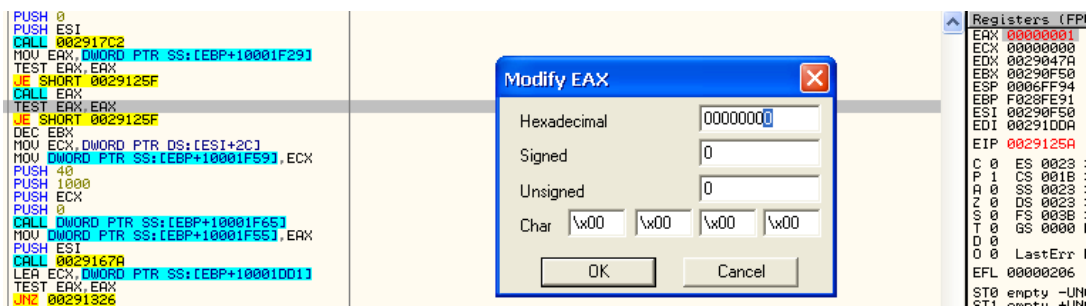 PUSH 0
PUSH ESI
CALL 002917C2
MOV EAX,DWORD PTR SS:[EBP+10001F29]
TEST EAX,EAX
JE SHORT 0029125F
CALL EAX
TEST EAX,EAX
JE SHORT 0029125F
DEC EBX
MOV ECX,DWORD PTR DS:[ESI+2C]
MOV DWORD PTR SS:[EBP+10001F59],ECX
PUSH 40
PUSH 1000
PUSH ECX
PUSH 0
CALL DWORD PTR SS:[EBP+10001F65]
MOV DWORD PTR SS:[EBP+10001F55],EAX
PUSH ESI
CALL 0029167A
LEA ECX,DWORD PTR SS:[EBP+10001DD1]
TEST EAX,EAX
JNZ 00291326
Modify EAX
Hexadecimal 00000000
Signed 0
Unsigned 0
Char \x00 \x00 \x00 \x00
OK Cancel
Registers (FP
EAX 00000001
ECX 00000000
EDX 0029047A
EBX 00290F50
ESP 0006FF94
EBP F028FE91
ESI 00290F50
EDI 00291DDA
EIP 0029125A
C 0 ES 0023
P 1 CS 001B
A 0 SS 0023
Z 0 DS 0023
S 0 FS 003B
T 0 GS 0000
D 0
O 0 LastErr
EFL 00000206
ST0 empty -UN
ST1 empty +UN